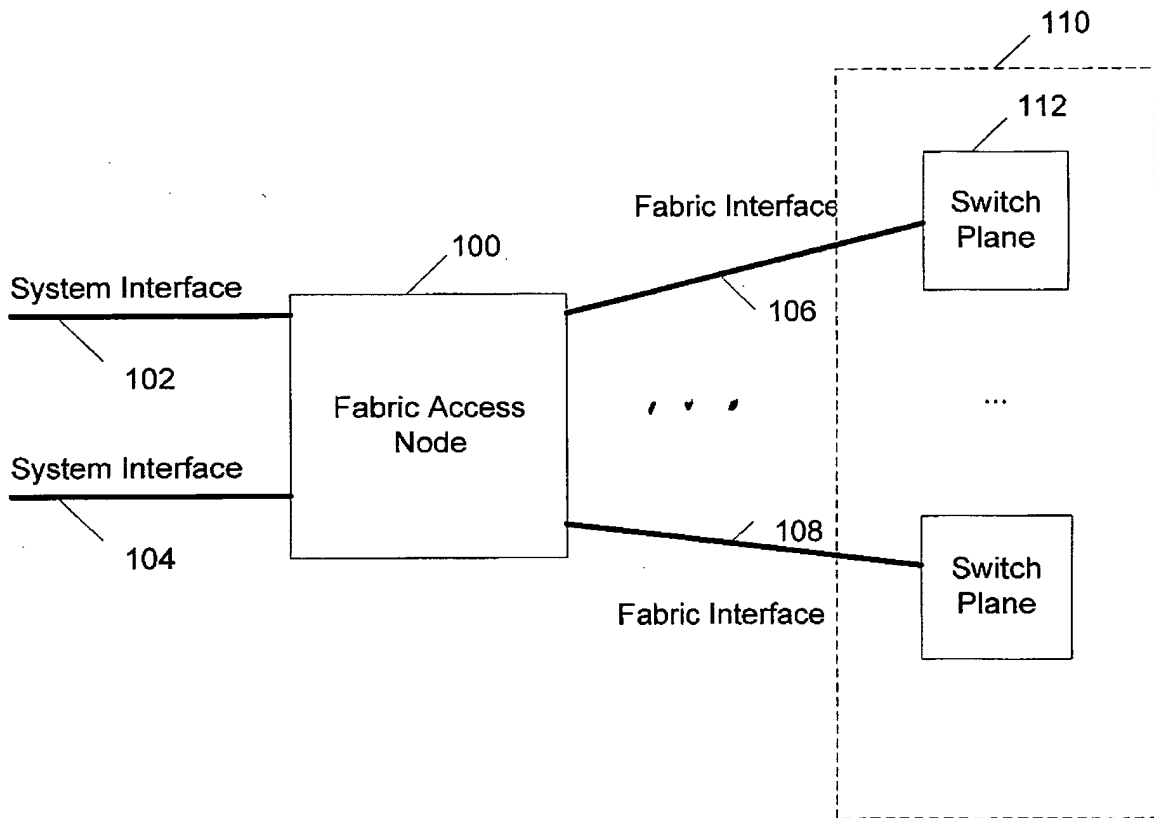 110
112
Switch
Plane
Fabric Interface
100
System Interface
106
102
Fabric Access
Node
...
...
System Interface
108
104
Switch
Plane
Fabric Interface